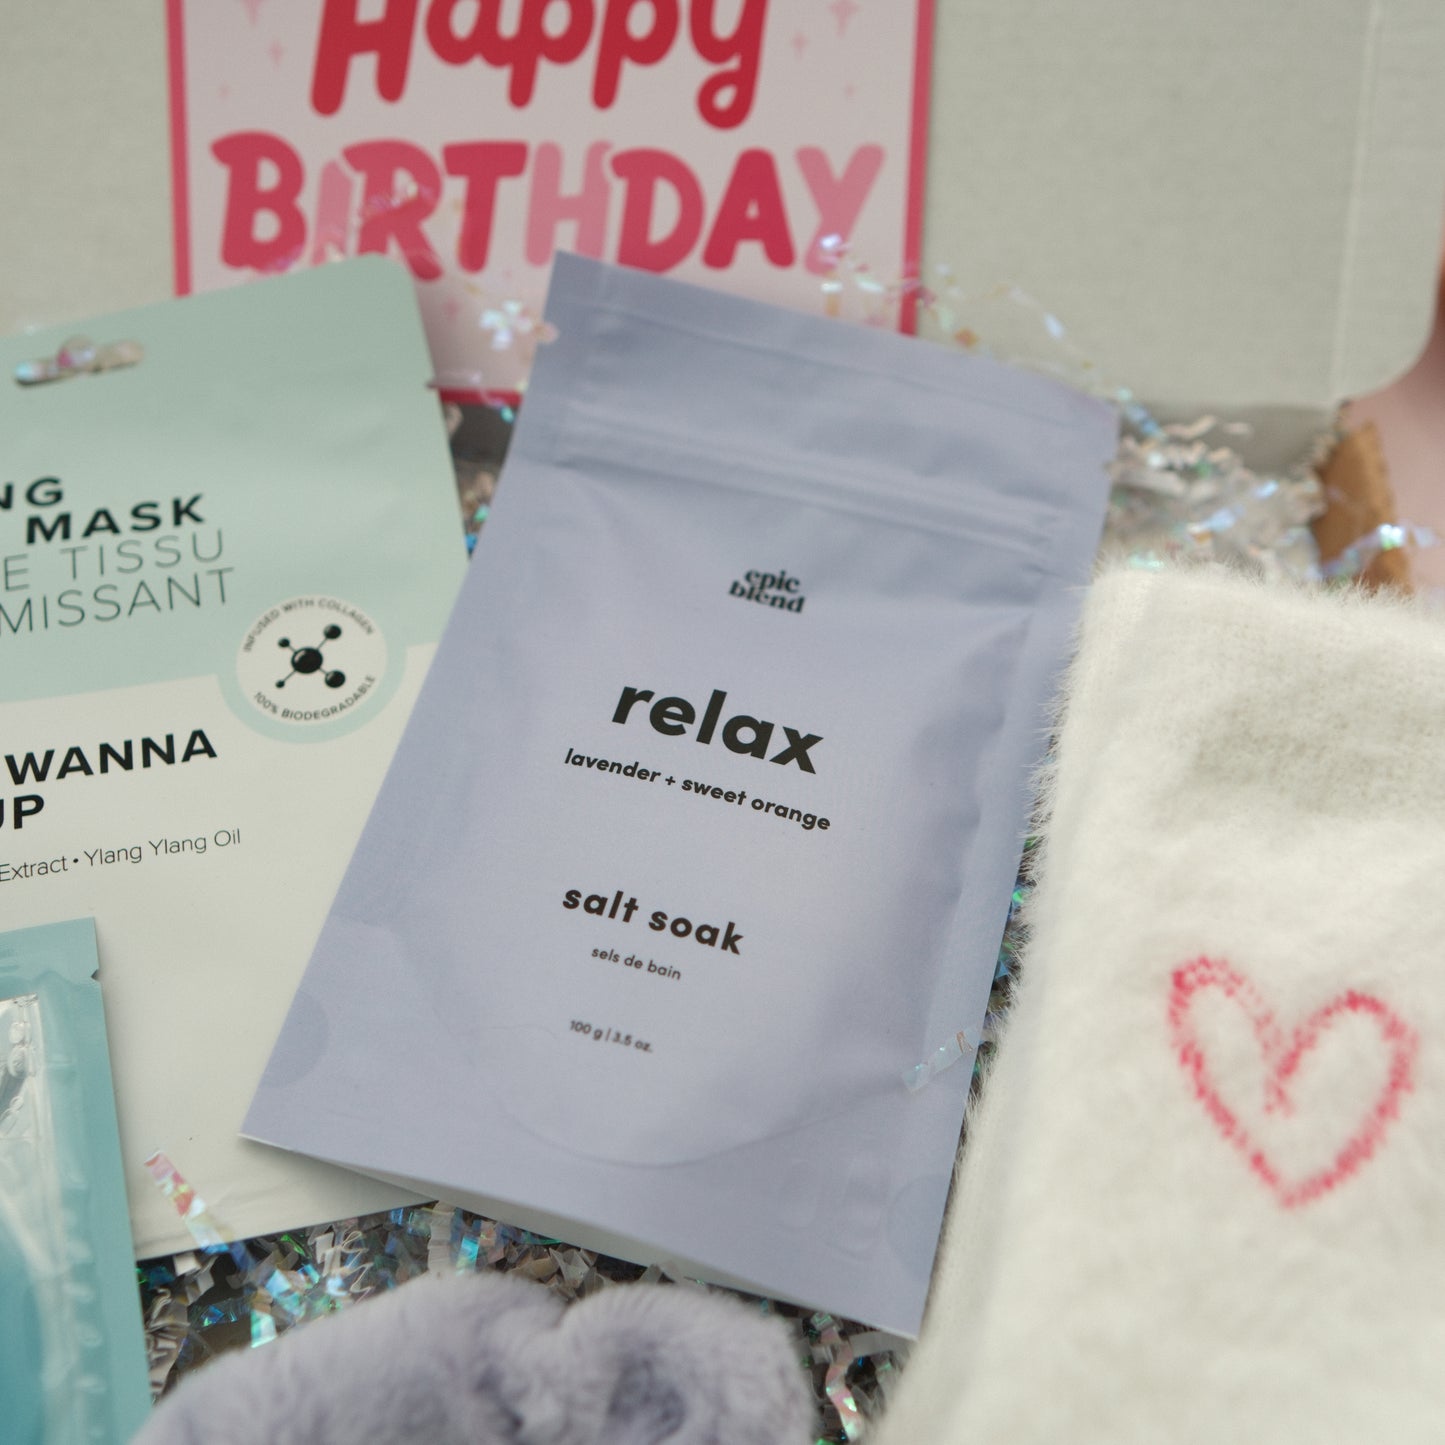 Happy
BIRTHDAY
NG
MASK
E TISSU
MISSANT
INFUSED WITH COLLAGEN
100% BIODEGRADABLE
WANNA
UP
Extract • Ylang Ylang Oil
epic
blend
relax
lavender + sweet orange
salt soak
sels de bain
100 g | 3.5 oz.